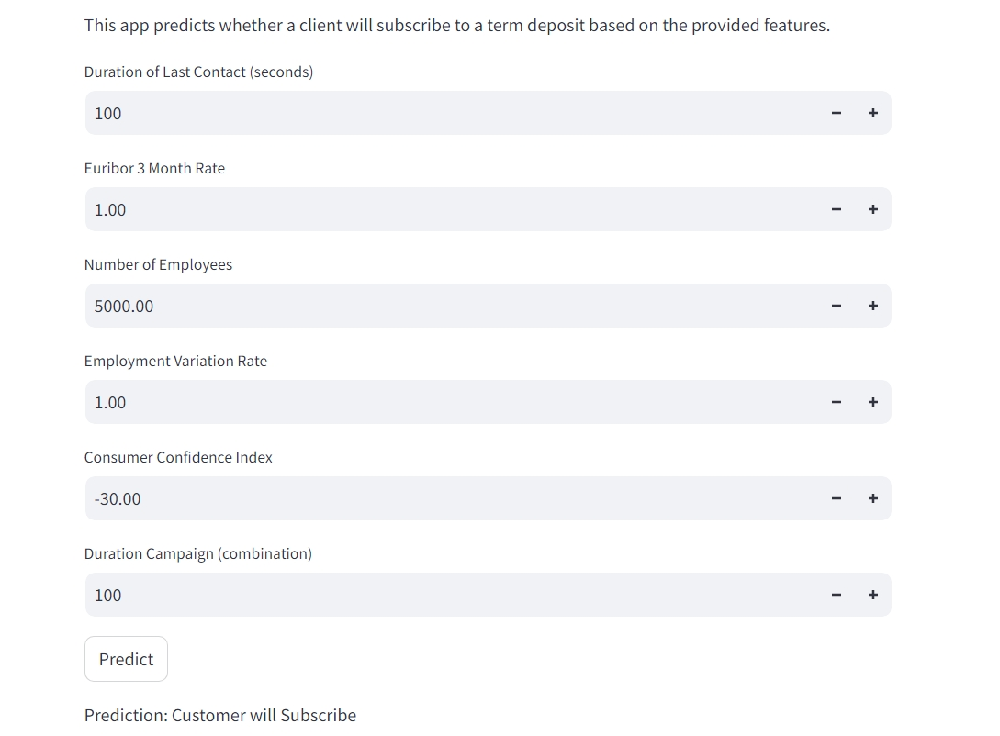 This app predicts whether a client will subscribe to a term deposit based on the provided features.
Duration of Last Contact (seconds)
100
Euribor 3 Month Rate
1.00
Number of Employees
5000.00
Employment Variation Rate
1.00
Consumer Confidence Index
-30.00
Duration Campaign (combination)
100
Predict
Prediction: Customer will Subscribe